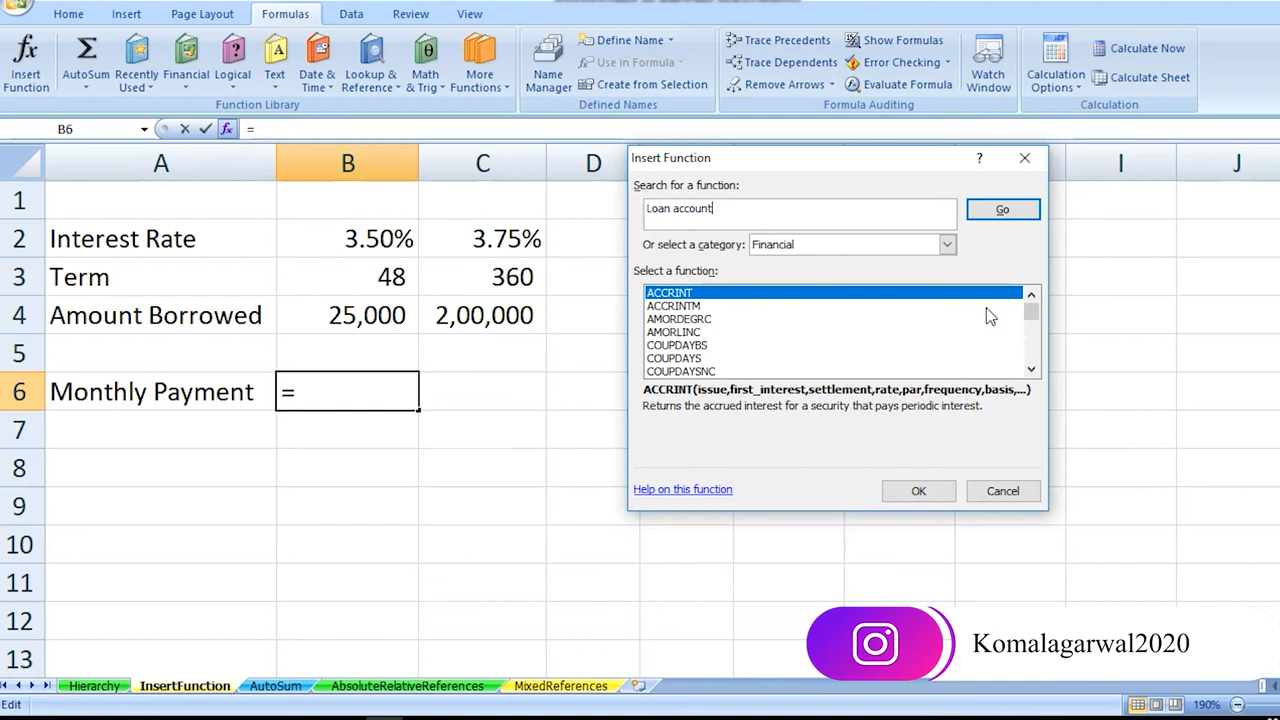 Home Insert Page Layout Formulas Data Review View
fx Insert Function
Σ AutoSum
Recently Used
Financial
Logical
Text
Date & Time
Lookup & Reference
Math & Trig
More Functions
Function Library
Name Manager
Define Name
Use in Formula
Create from Selection
Defined Names
Trace Precedents
Trace Dependents
Remove Arrows
Show Formulas
Error Checking
Evaluate Formula
Formula Auditing
Watch Window
Calculation Options
Calculate Now
Calculate Sheet
Calculation
B6 fx =
A B C D I J
1
2 Interest Rate 3.50% 3.75%
3 Term 48 360
4 Amount Borrowed 25,000 2,00,000
5
6 Monthly Payment =
7
8
9
10
11
12
13
Insert Function ?
Search for a function:
Loan account
Go
Or select a category: Financial
Select a function:
ACCRINT
ACCRINTM
AMORDEGRC
AMORLINC
COUPDAYBS
COUPDAYS
COUPDAYSNC
ACCRINT(issue,first_interest,settlement,rate,par,frequency,basis,...)
Returns the accrued interest for a security that pays periodic interest.
Help on this function
OK Cancel
Komalagarwal2020
Hierarchy InsertFunction AutoSum AbsoluteRelativeReferences MixedReferences
Edit 190%